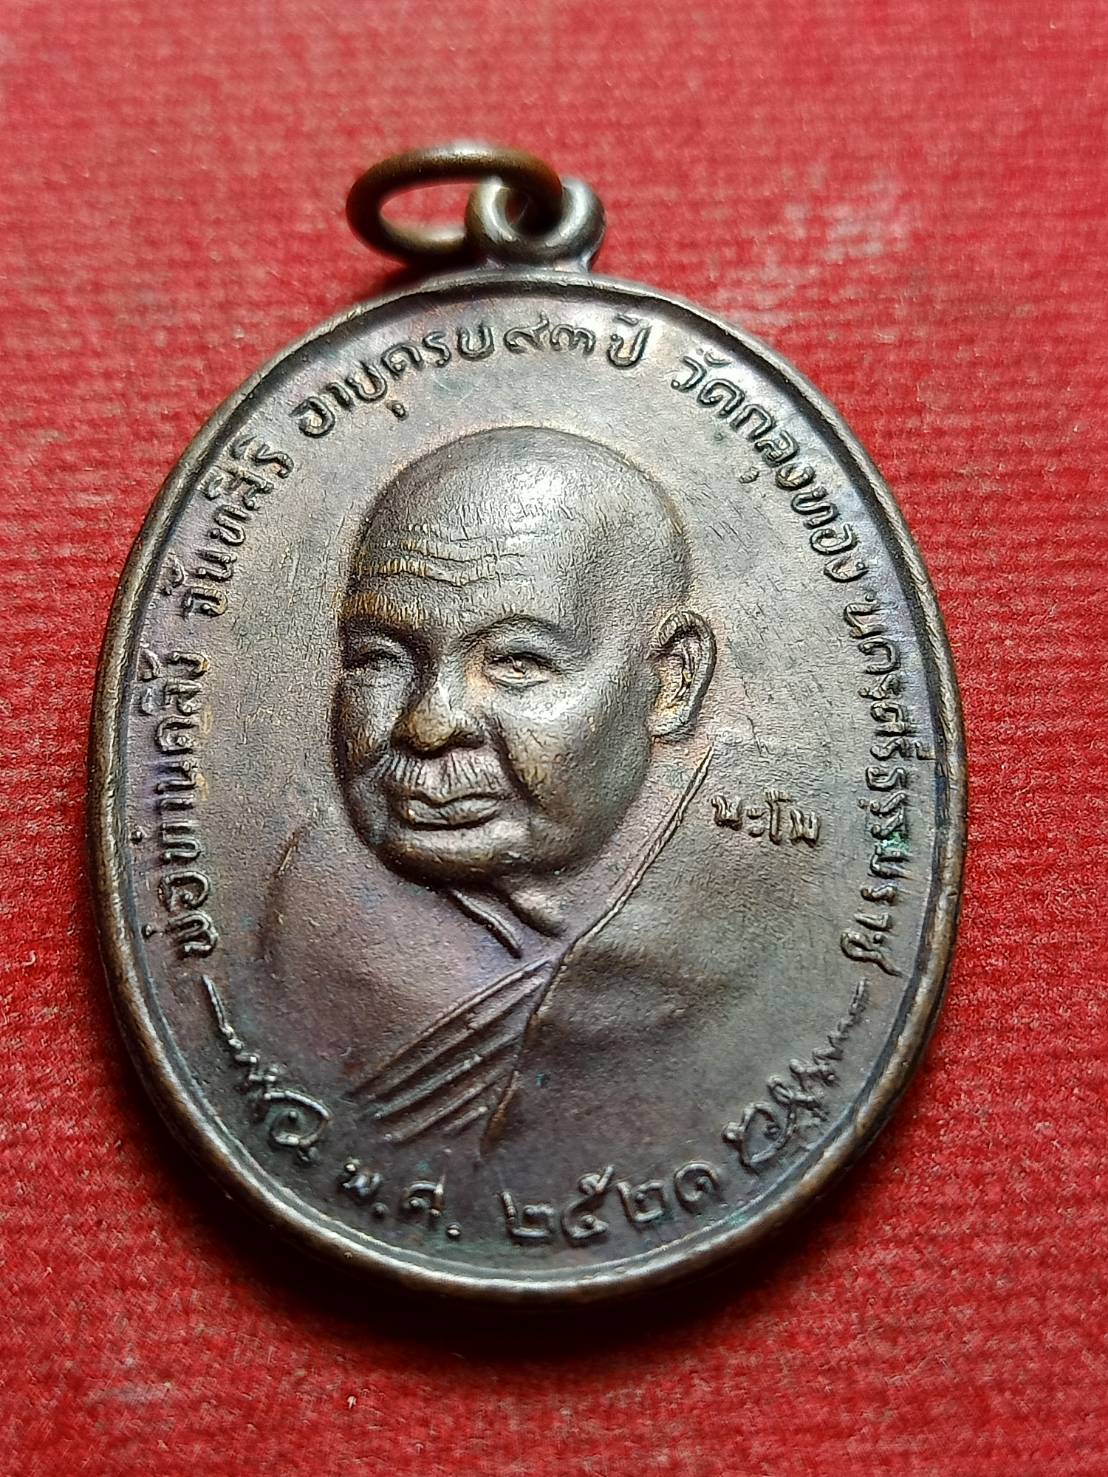 พ่อท่านคลิ้ง จันทสิริ อายุครบ ๙๓ ปี วัดถลุงทอง นครศรีธรรมราช
นะโม
พ.ศ. ๒๕๒๑